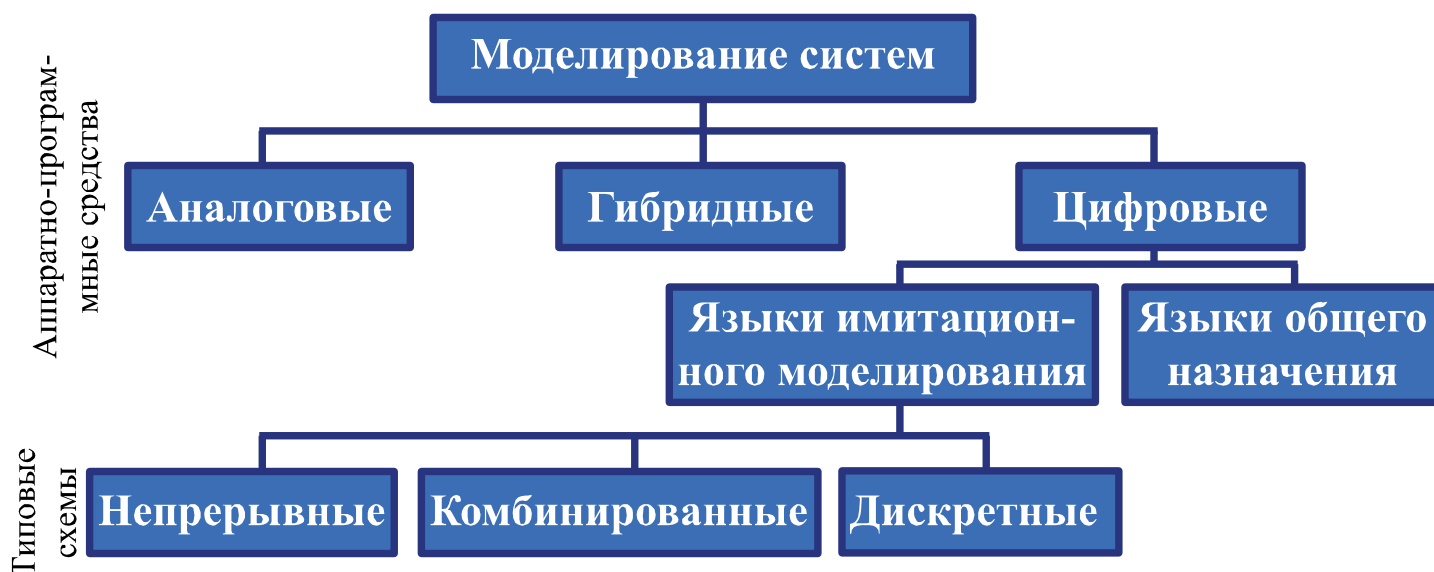 Моделирование систем
Аппаратно-програм-
мные средства
Аналоговые
Гибридные
Цифровые
Языки имитацион-
ного моделирования
Языки общего
назначения
Типовые
схемы
Непрерывные
Комбинированные
Дискретные